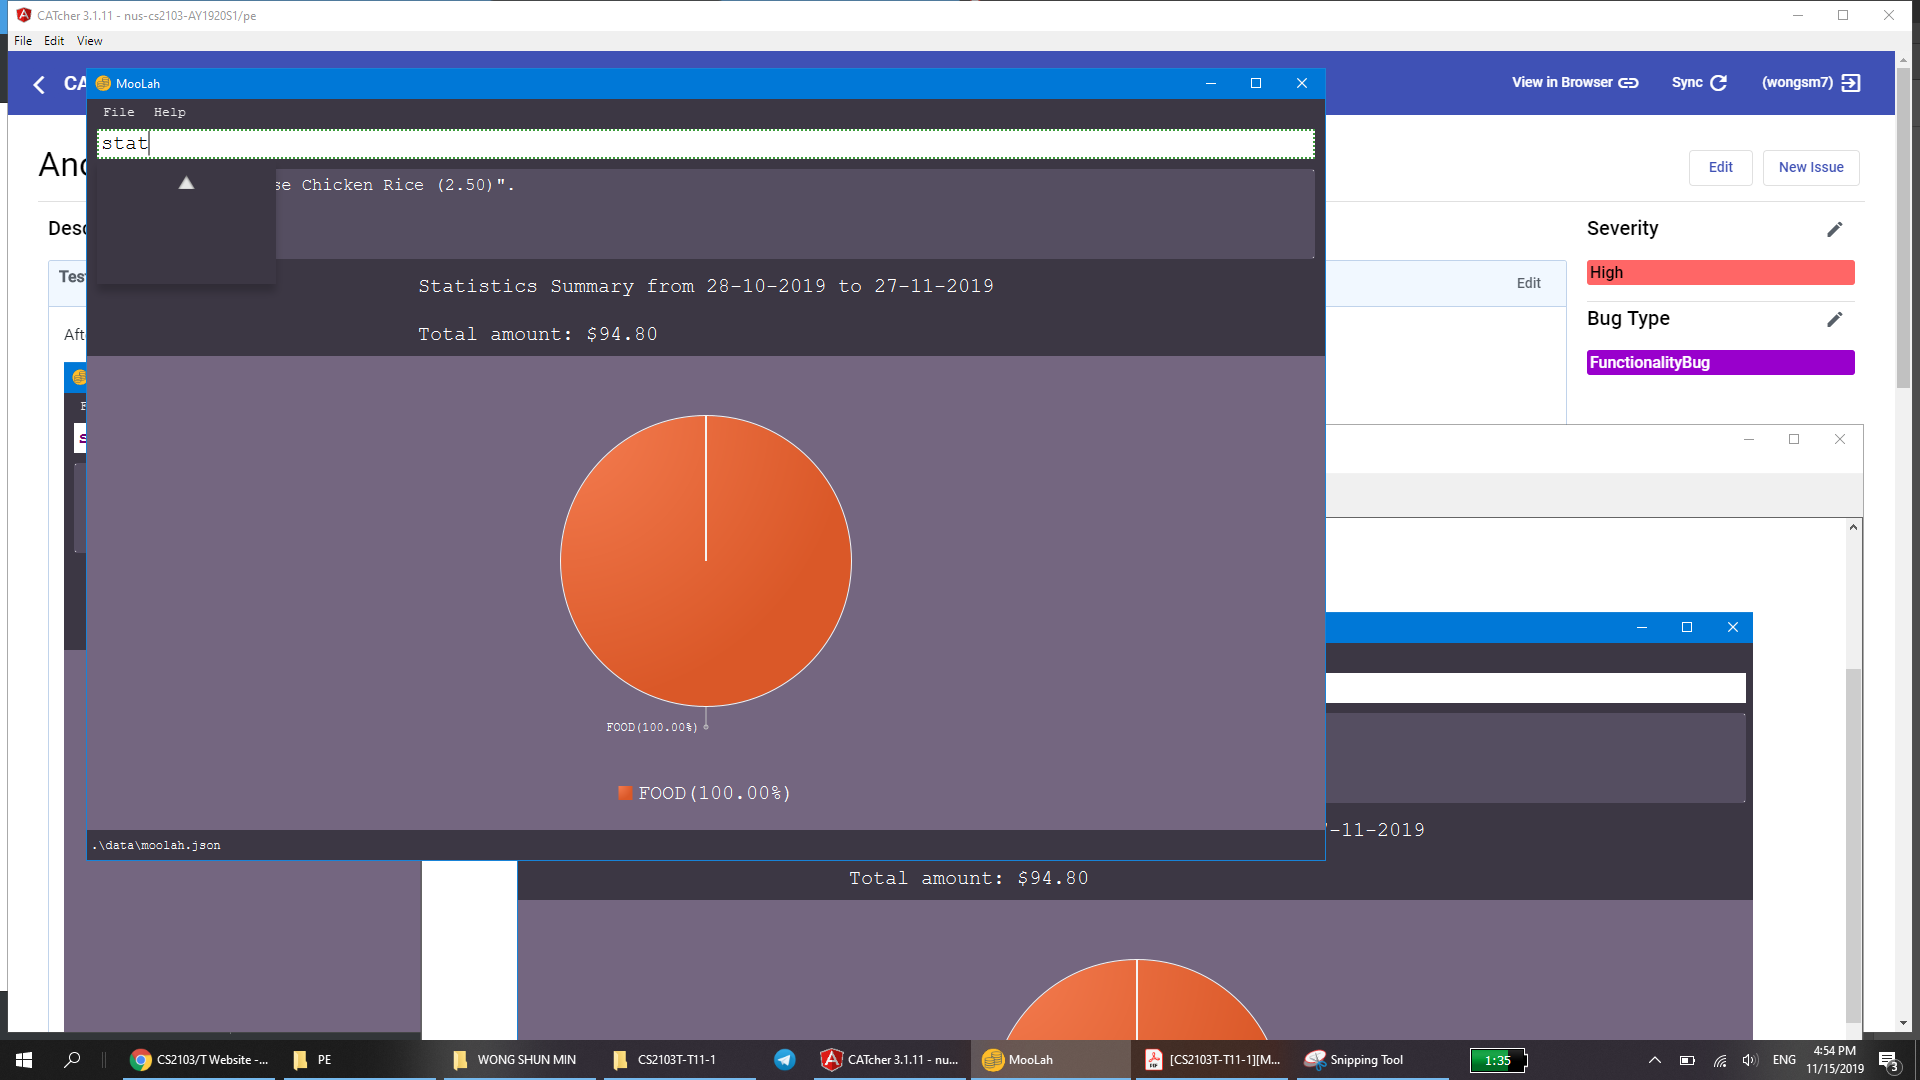 CATcher 3.1.11 - nus-cs2103-AY1920S1/pe
File Edit View
CA
View in Browser
Sync
(wongsm7)
MooLah
File Help
stat
se Chicken Rice (2.50)".
Statistics Summary from 28-10-2019 to 27-11-2019
Total amount: $94.80
FOOD(100.00%)
FOOD(100.00%)
.\data\moolah.json
Edit
New Issue
Severity
High
Bug Type
FunctionalityBug
Edit
7-11-2019
Total amount: $94.80
CS2103/T Website -...
PE
WONG SHUN MIN
CS2103T-T11-1
CATcher 3.1.11 - nu...
MooLah
[CS2103T-T11-1][M...
Snipping Tool
1:35
ENG
4:54 PM
11/15/2019
3